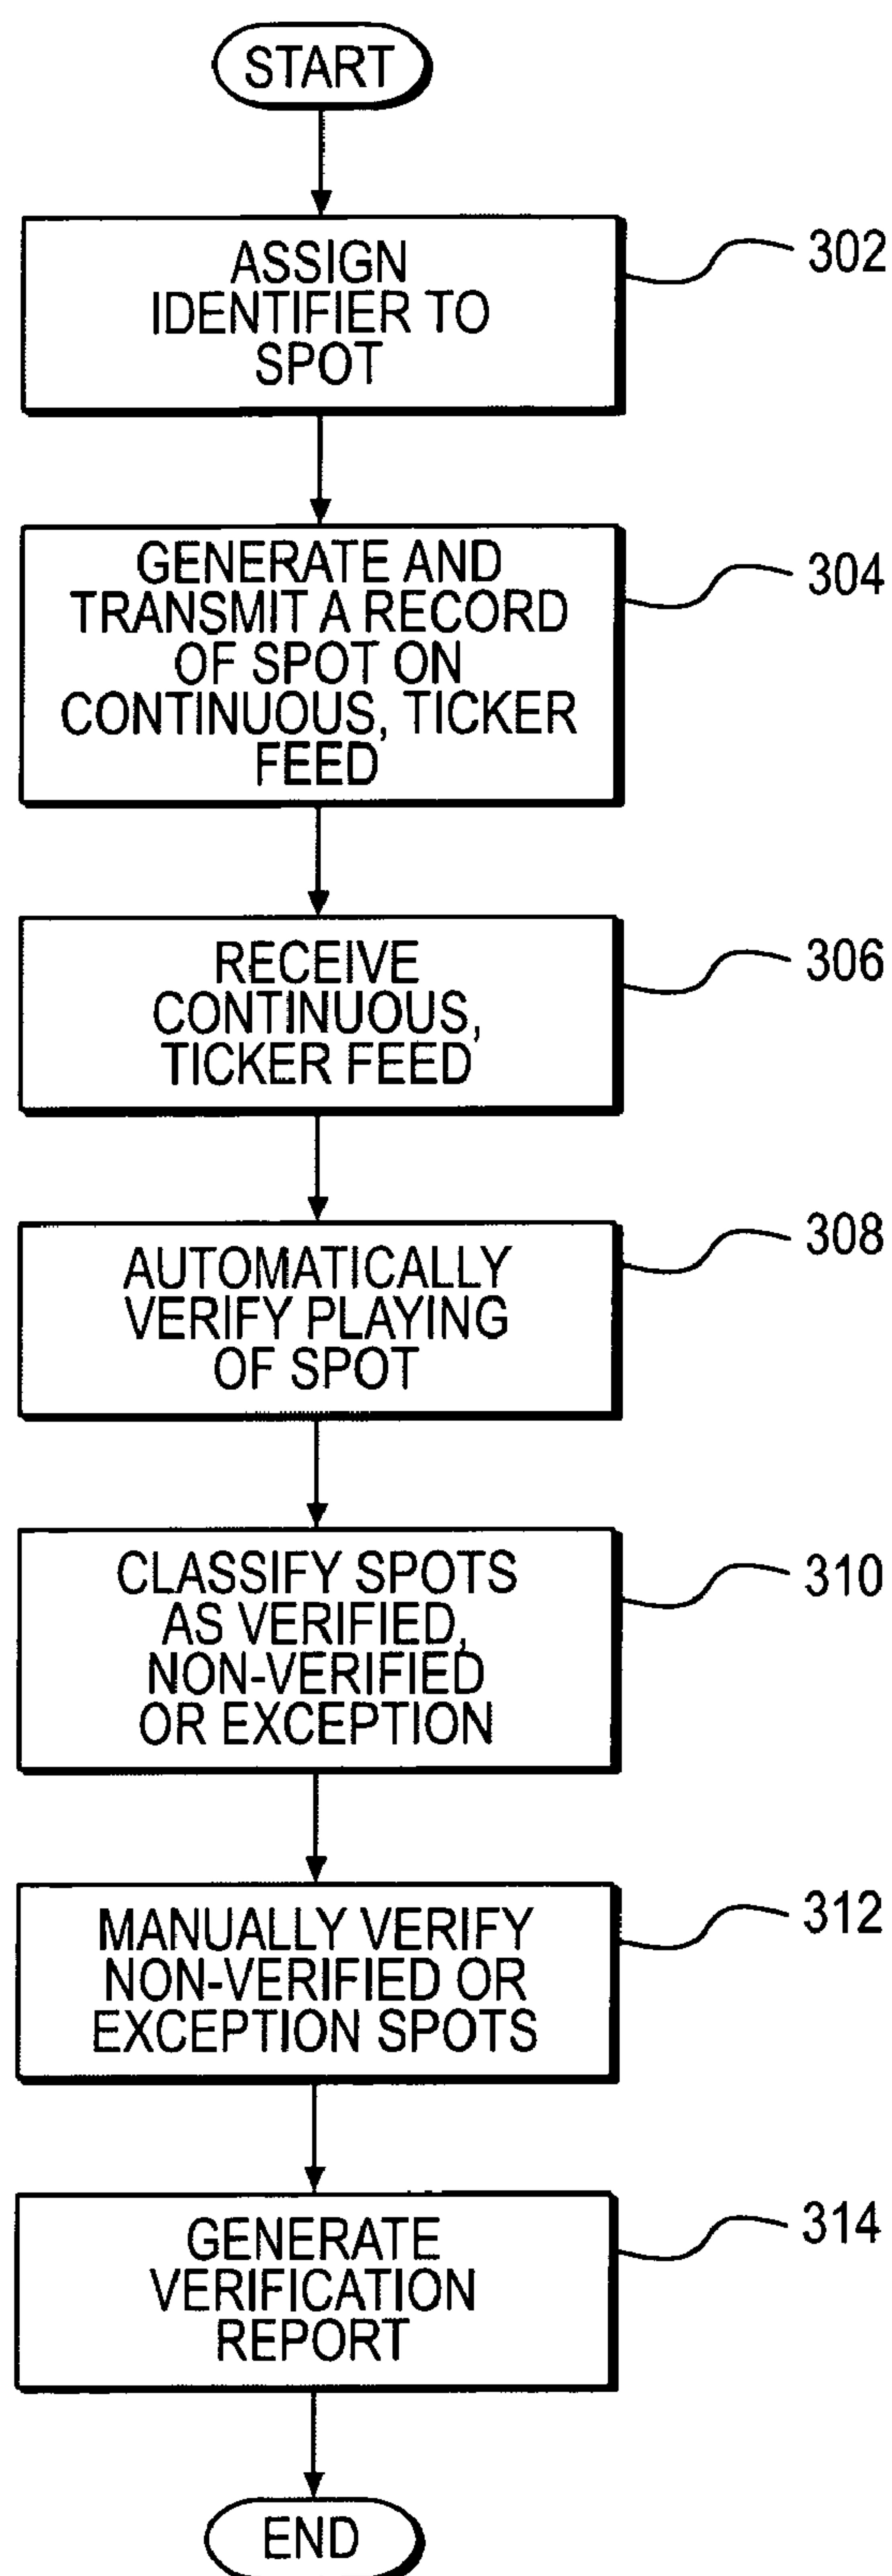 START
ASSIGN
IDENTIFIER TO
SPOT
302
GENERATE AND
TRANSMIT A RECORD
OF SPOT ON
CONTINUOUS, TICKER
FEED
304
RECEIVE
CONTINUOUS,
TICKER FEED
306
AUTOMATICALLY
VERIFY PLAYING
OF SPOT
308
CLASSIFY SPOTS
AS VERIFIED,
NON-VERIFIED
OR EXCEPTION
310
MANUALLY VERIFY
NON-VERIFIED OR
EXCEPTION SPOTS
312
GENERATE
VERIFICATION
REPORT
314
END